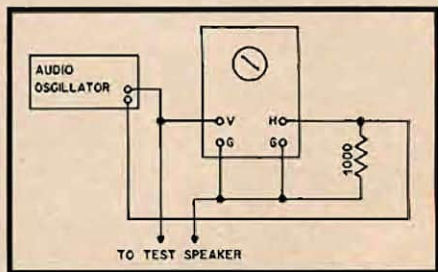 AUDIO
OSCILLATOR
V
H
G
G
1000
TO TEST SPEAKER